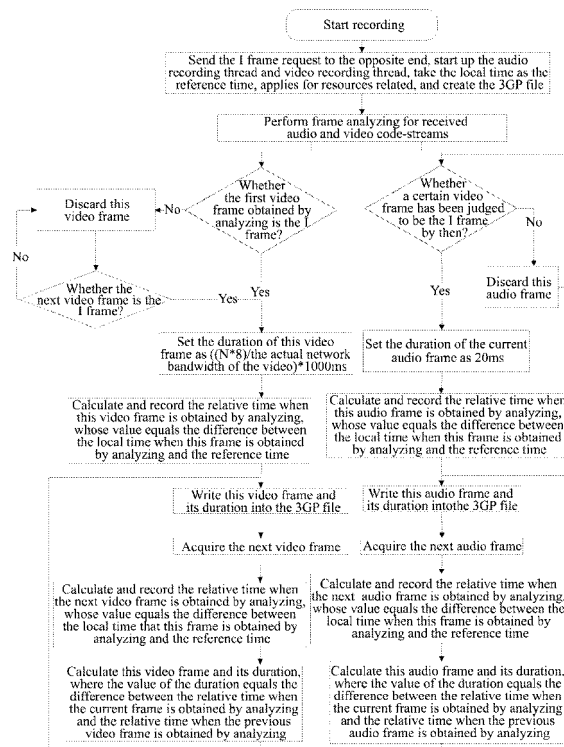 Start recording
Send the I frame request to the opposite end, start up the audio
recording thread and video recording thread, take the local time as the
reference time, applies for resources related, and create the 3GP file
Perform frame analyzing for received
audio and video code-streams
Whether
the first video
frame obtained by
analyzing is the I
frame?
No
Discard this
video frame
No
Whether the
next video frame is the
I frame?
Yes
Yes
Set the duration of this video
frame as ((N*8)/the actual network
bandwidth of the video)*1000ms
Calculate and record the relative time when
this video frame is obtained by analyzing,
whose value equals the difference between
the local time when this frame is obtained
by analyzing and the reference time
Write this video frame and
its duration into the 3GP file
Acquire the next video frame
Calculate and record the relative time when
the next video frame is obtained by analyzing,
whose value equals the difference between
the local time that this frame is obtained by
analyzing and the reference time
Calculate this video frame and its duration,
where the value of the duration equals the
difference between the relative time when
the current frame is obtained by analyzing
and the relative time when the previous
video frame is obtained by analyzing
Whether
a certain video
frame has been judged
to be the I frame
by then?
No
Discard this
audio frame
Yes
Set the duration of the current
audio frame as 20ms
Calculate and record the relative time when
this audio frame is obtained by analyzing,
whose value equals the difference between
the local time when this frame is obtained
by analyzing and the reference time
Write this audio frame and
its duration intothe 3GP file
Acquire the next audio frame
Calculate and record the relative time when
the next audio frame is obtained by analyzing,
whose value equals the difference between the
local time when this frame is obtained by
analyzing and the reference time
Calculate this audio frame and its duration,
where the value of the duration equals the
difference between the relative time when
the current frame is obtained by analyzing
and the relative time when the previous
audio frame is obtained by analyzing